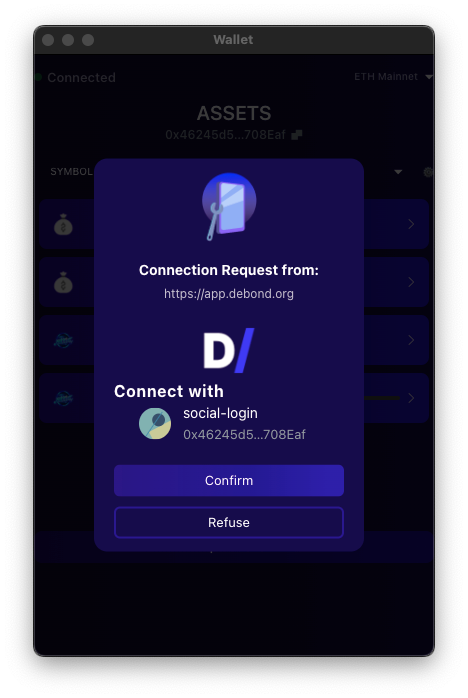 Wallet
Connected
ETH Mainnet
ASSETS
0x46245d5...708Eaf
SYMBOL
Connection Request from:
https://app.debond.org
D/
Connect with
social-login
0x46245d5...708Eaf
Confirm
Refuse